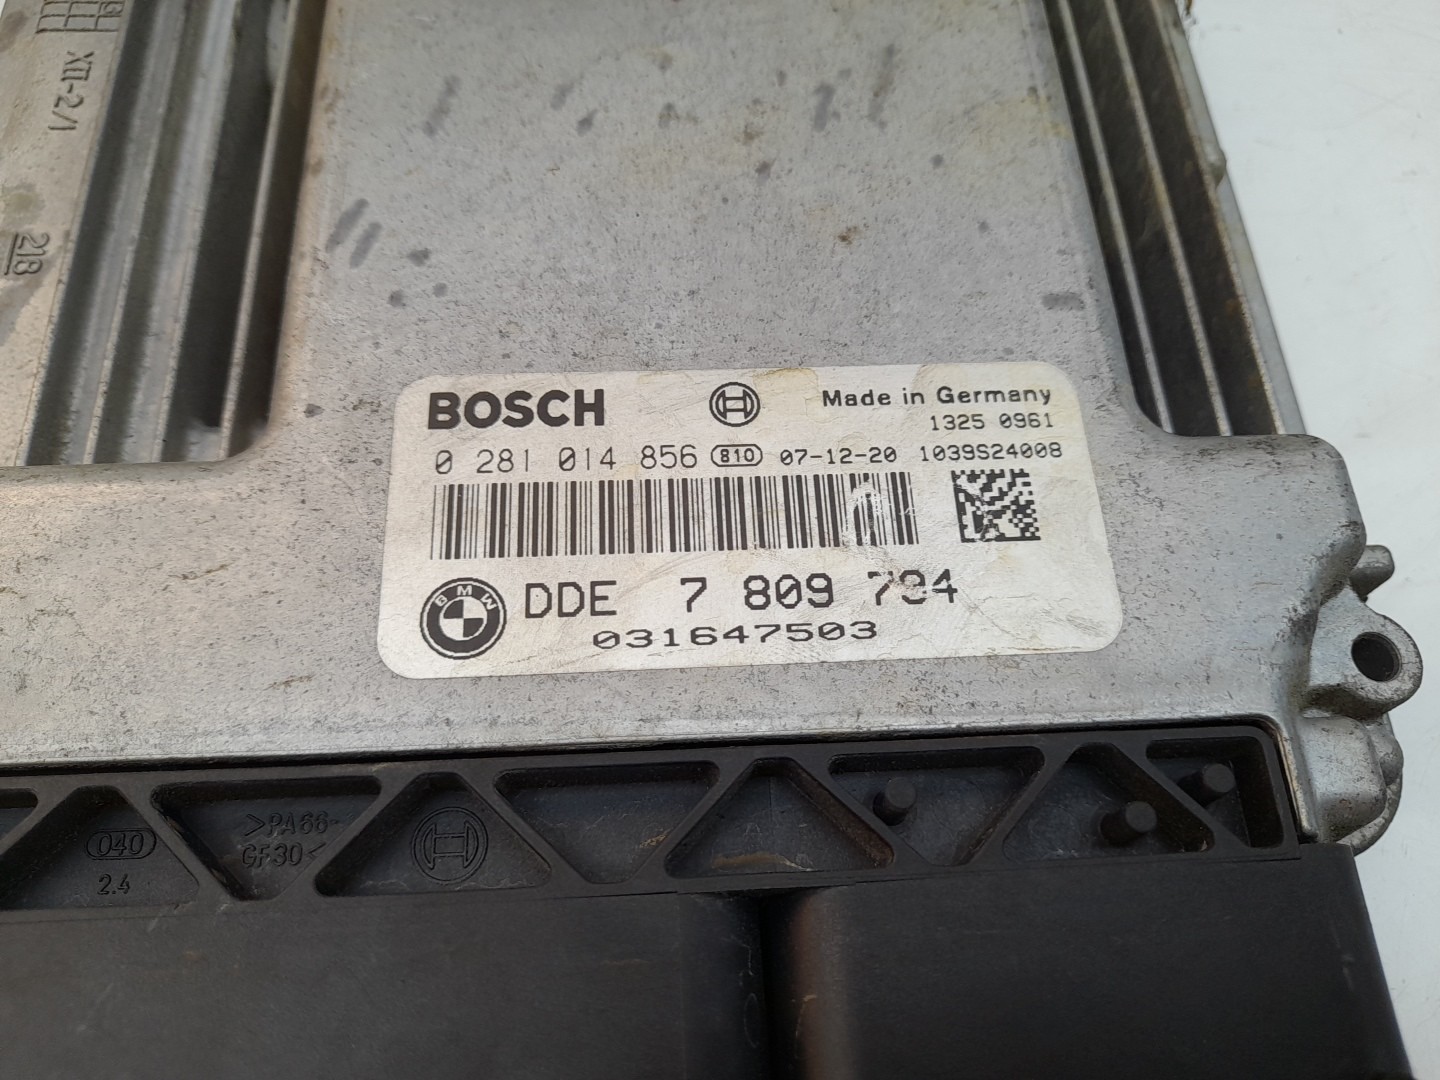 XII-2/1
218
BOSCH
Made in Germany
1325 0961
0 281 014 856 810 07-12-20 1039S24008
BMW
DDE 7 809 794
031647503
040
2.4
>PA66-
GF30<